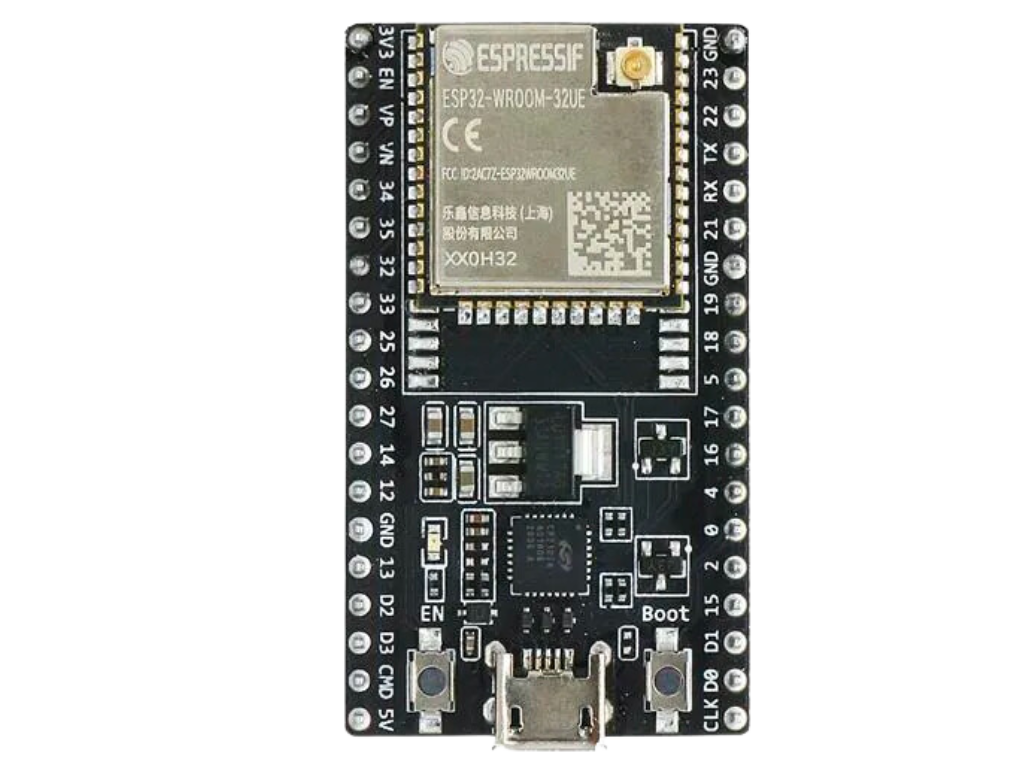 ESPRESSIF
ESP32-WROOM-32UE
CE
FCC ID:2AC7Z-ESP32WROOM32UE
乐鑫信息科技(上海)
股份有限公司
XX0H32
3V3
EN
VP
VN
34
35
32
33
25
26
27
14
12
GND
13
D2
D3
CMD
5V
GND
23
22
TX
RX
21
GND
19
18
5
17
16
4
0
2
15
D1
D0
CLK
EN
Boot